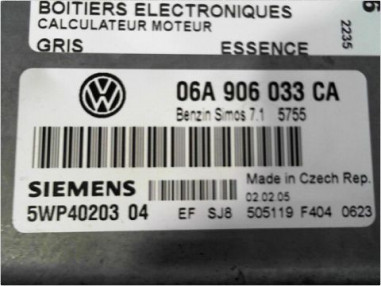 BOITIERS ELECTRONIQUES
CALCULATEUR MOTEUR
GRIS ESSENCE
2235
06A 906 033 CA
Benzin Simos 7.1 5755
SIEMENS
Made in Czech Rep.
02.02.05
5WP40203 04
EF SJ8 505119 F404 0623